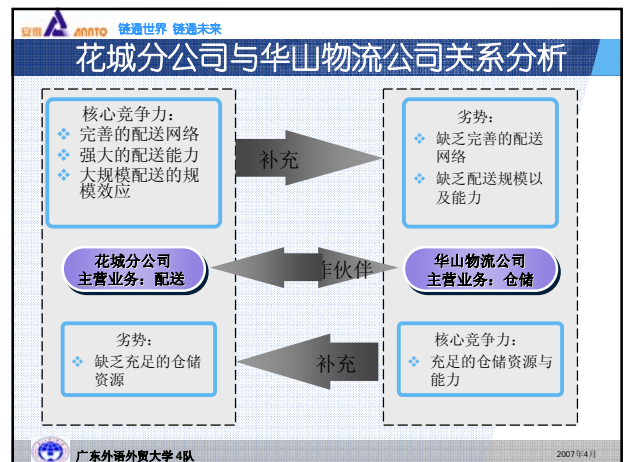 安得 ANNTO 链通世界 链通未来
花城分公司与华山物流公司关系分析
核心竞争力：
完善的配送网络
强大的配送能力
大规模配送的规
模效应
补充
劣势：
缺乏完善的配送
网络
缺乏配送规模以
及能力
花城分公司
主营业务：配送
作伙伴
华山物流公司
主营业务：仓储
劣势：
缺乏充足的仓储
资源
补充
核心竞争力：
充足的仓储资源与
能力
广东外语外贸大学 4队
2007年4月